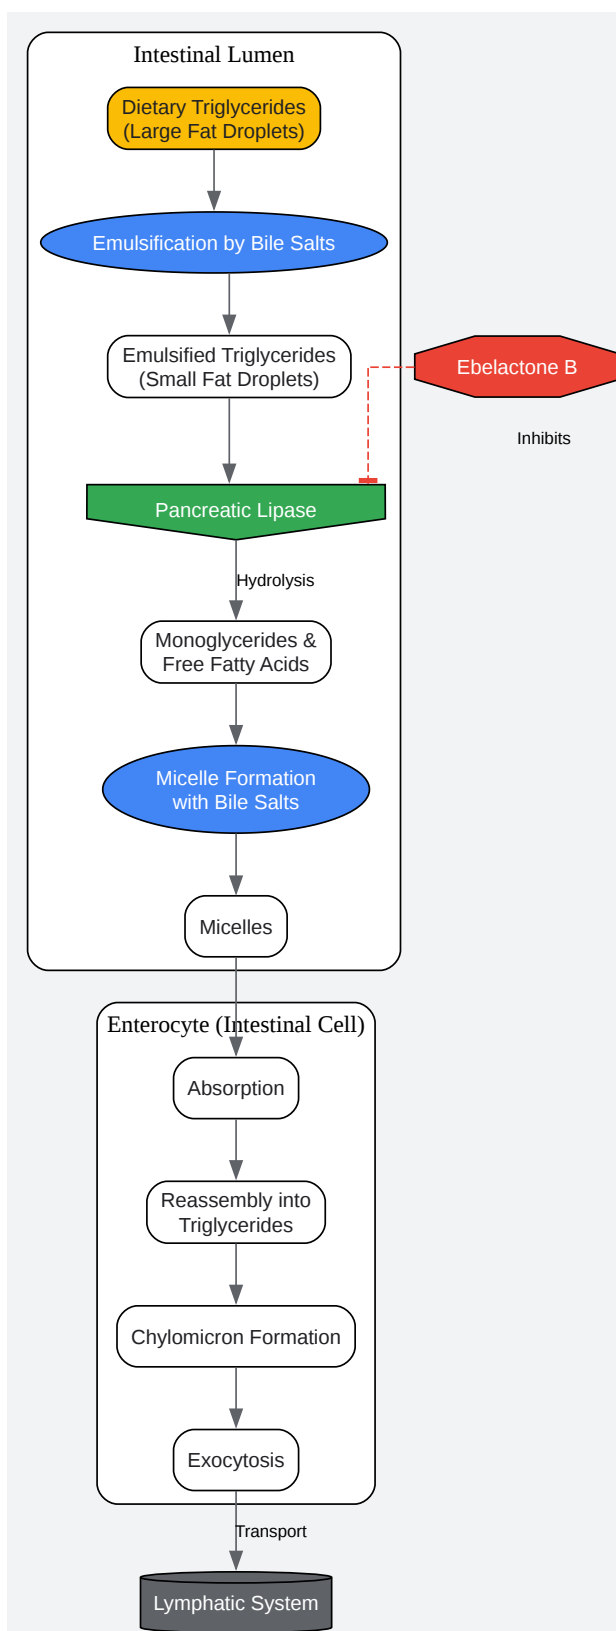 Intestinal Lumen
Dietary Triglycerides
(Large Fat Droplets)
Emulsification by Bile Salts
Emulsified Triglycerides
(Small Fat Droplets)
Ebelactone B
Inhibits
Pancreatic Lipase
Hydrolysis
Monoglycerides &
Free Fatty Acids
Micelle Formation
with Bile Salts
Micelles
Enterocyte (Intestinal Cell)
Absorption
Reassembly into
Triglycerides
Chylomicron Formation
Exocytosis
Transport
Lymphatic System